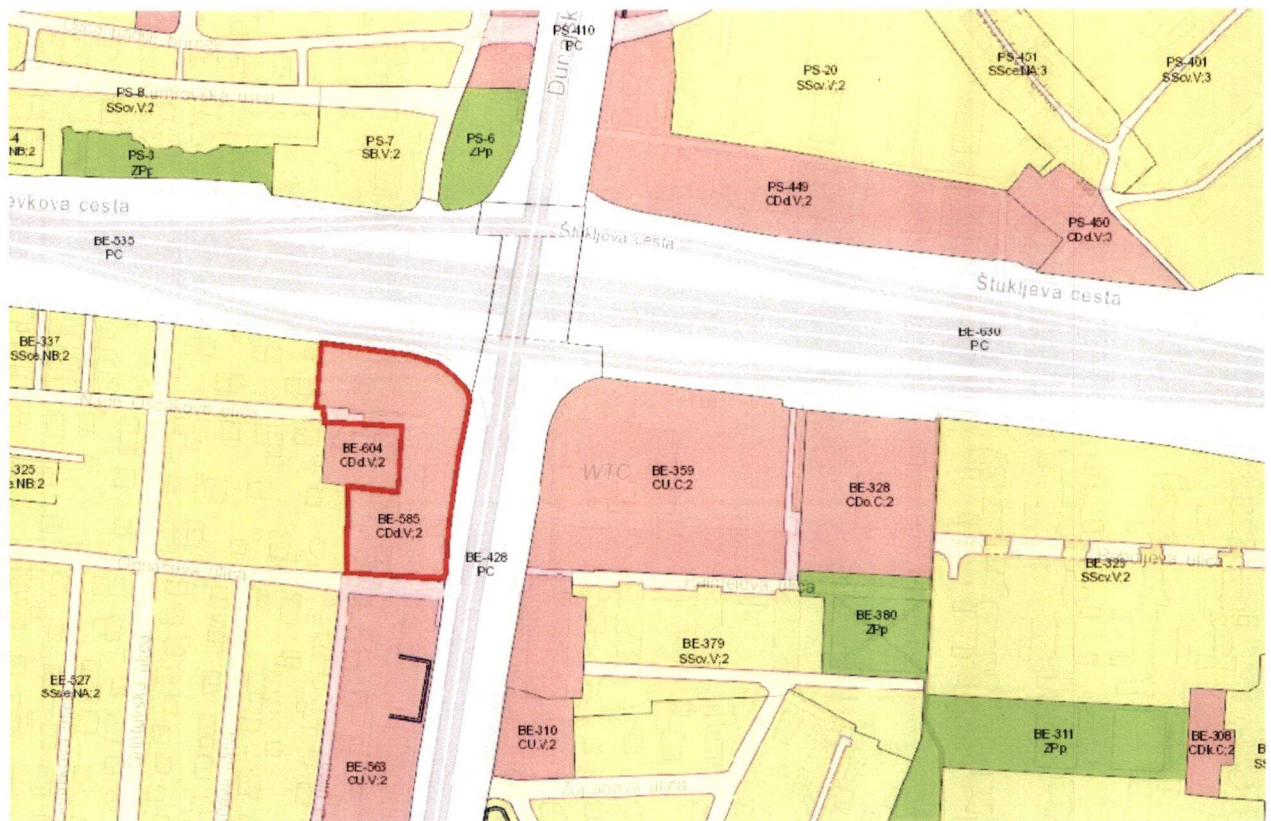 PS-410
PC
PS-8
SScv.V;2
PS-7
SB.V;2
PS-6
ZPp
PS-3
ZPp
-4
NB;2
PS-20
SScv.V;2
PS-451
SSce.NA;3
PS-401
SScv.V;3
PS-449
CDd.V;2
PS-450
CDd.V;3
evkova cesta
BE-535
PC
Štukljeva cesta
Štukljeva cesta
BE-630
PC
BE-337
SSce.NB;2
BE-604
CDd.V;2
-325
e.NB;2
BE-585
CDd.V;2
WTC
BE-359
CU.C;2
BE-328
CDo.C;2
BE-428
PC
SScv.V;2
BE-380
ZPp
BE-379
SScv.V;2
BE-527
SSse.NA;2
BE-310
CU.V;2
BE-311
ZPp
BE-308
CDk.C;2
BE-563
CU.V;2
Županova ulica